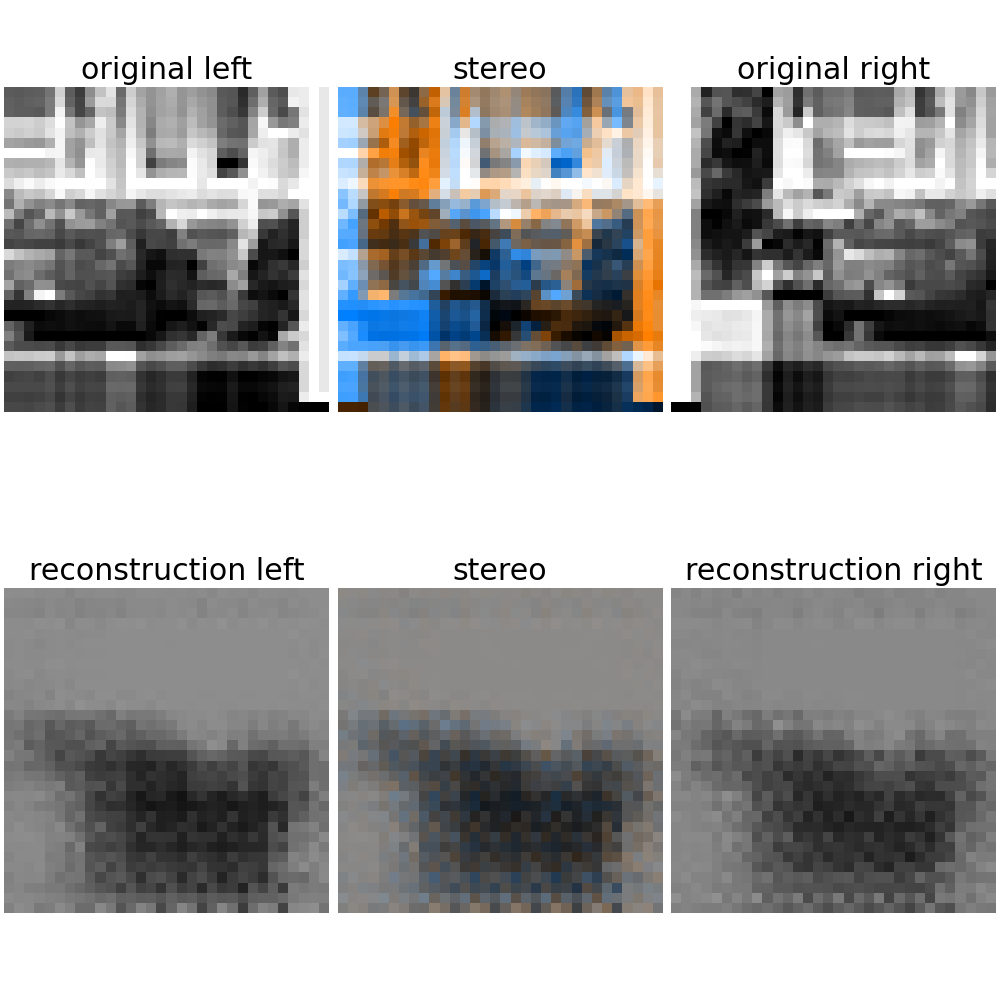 original left
stereo
original right
reconstruction left
stereo
reconstruction right